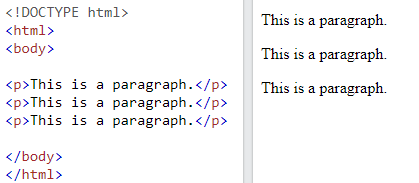 <!DOCTYPE html>
<html>
<body>
<p>This is a paragraph.</p>
<p>This is a paragraph.</p>
<p>This is a paragraph.</p>
</body>
</html>
This is a paragraph.
This is a paragraph.
This is a paragraph.